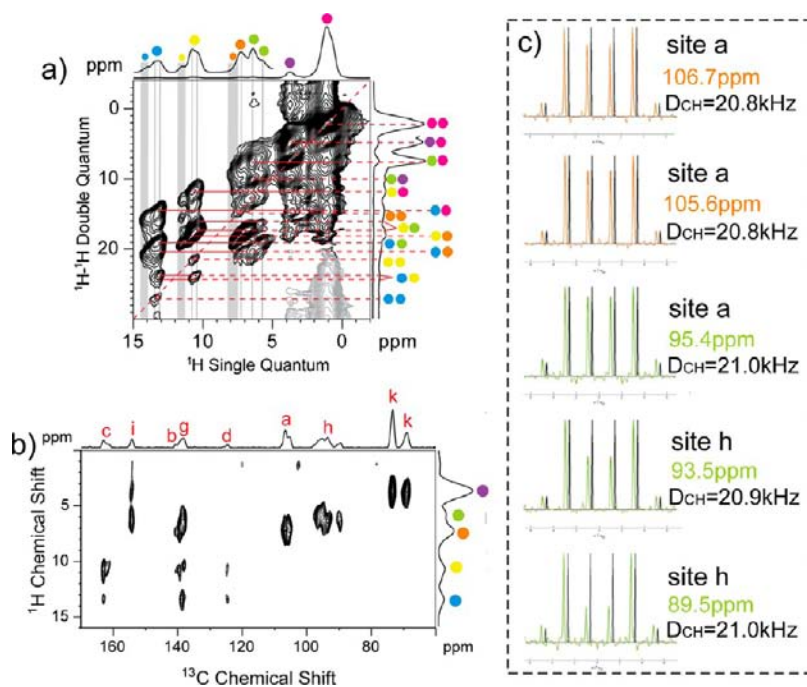 a)
ppm
0
10
20
¹H-¹H Double Quantum
15
10
5
0
ppm
¹H Single Quantum
b)
ppm
c
i
b
g
d
a
h
k
k
5
10
15
¹H Chemical Shift
160
140
120
100
80
ppm
¹³C Chemical Shift
c)
site a
106.7ppm
DCH=20.8kHz
site a
105.6ppm
DCH=20.8kHz
site a
95.4ppm
DCH=21.0kHz
site h
93.5ppm
DCH=20.9kHz
site h
89.5ppm
DCH=21.0kHz